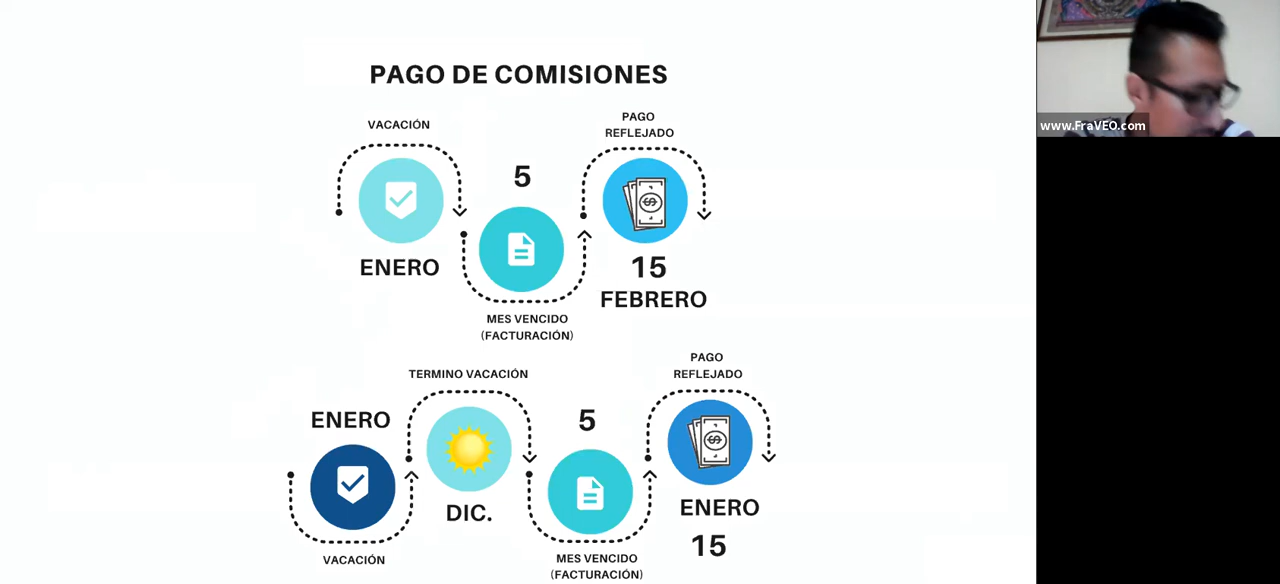 PAGO DE COMISIONES
VACACIÓN
PAGO
REFLEJADO
5
ENERO
15
FEBRERO
MES VENCIDO
(FACTURACIÓN)
PAGO
REFLEJADO
TERMINO VACACIÓN
ENERO
5
DIC.
ENERO
15
VACACIÓN
MES VENCIDO
(FACTURACIÓN)
www.FraVEO.com